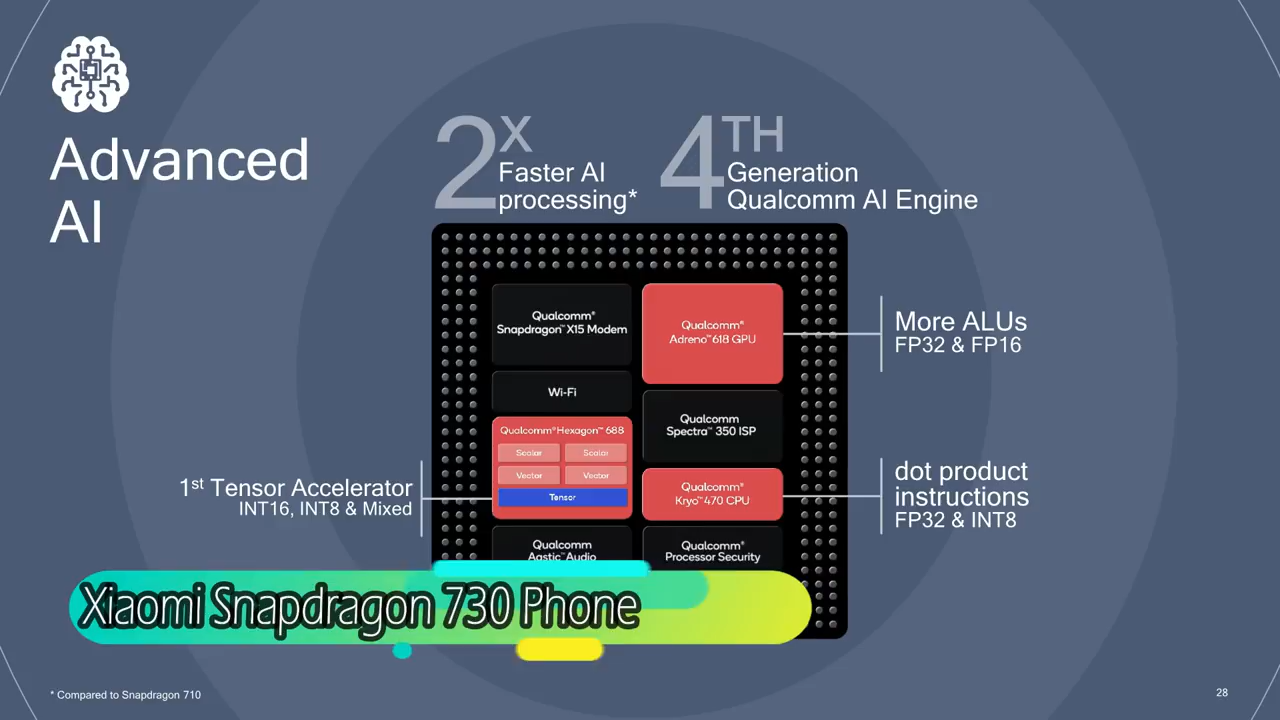 Advanced
AI
2X
Faster AI
processing*
4TH
Generation
Qualcomm AI Engine
Qualcomm®
Snapdragon™ X15 Modem
Wi-Fi
Qualcomm® Hexagon™ 688
Scalar Scalar
Vector Vector
Tensor
Qualcomm
Aqstic™ Audio
Qualcomm®
Adreno™ 618 GPU
Qualcomm
Spectra™ 350 ISP
Qualcomm®
Kryo™ 470 CPU
Qualcomm®
Processor Security
More ALUs
FP32 & FP16
1st Tensor Accelerator
INT16, INT8 & Mixed
dot product
instructions
FP32 & INT8
Xiaomi Snapdragon 730 Phone
* Compared to Snapdragon 710
28